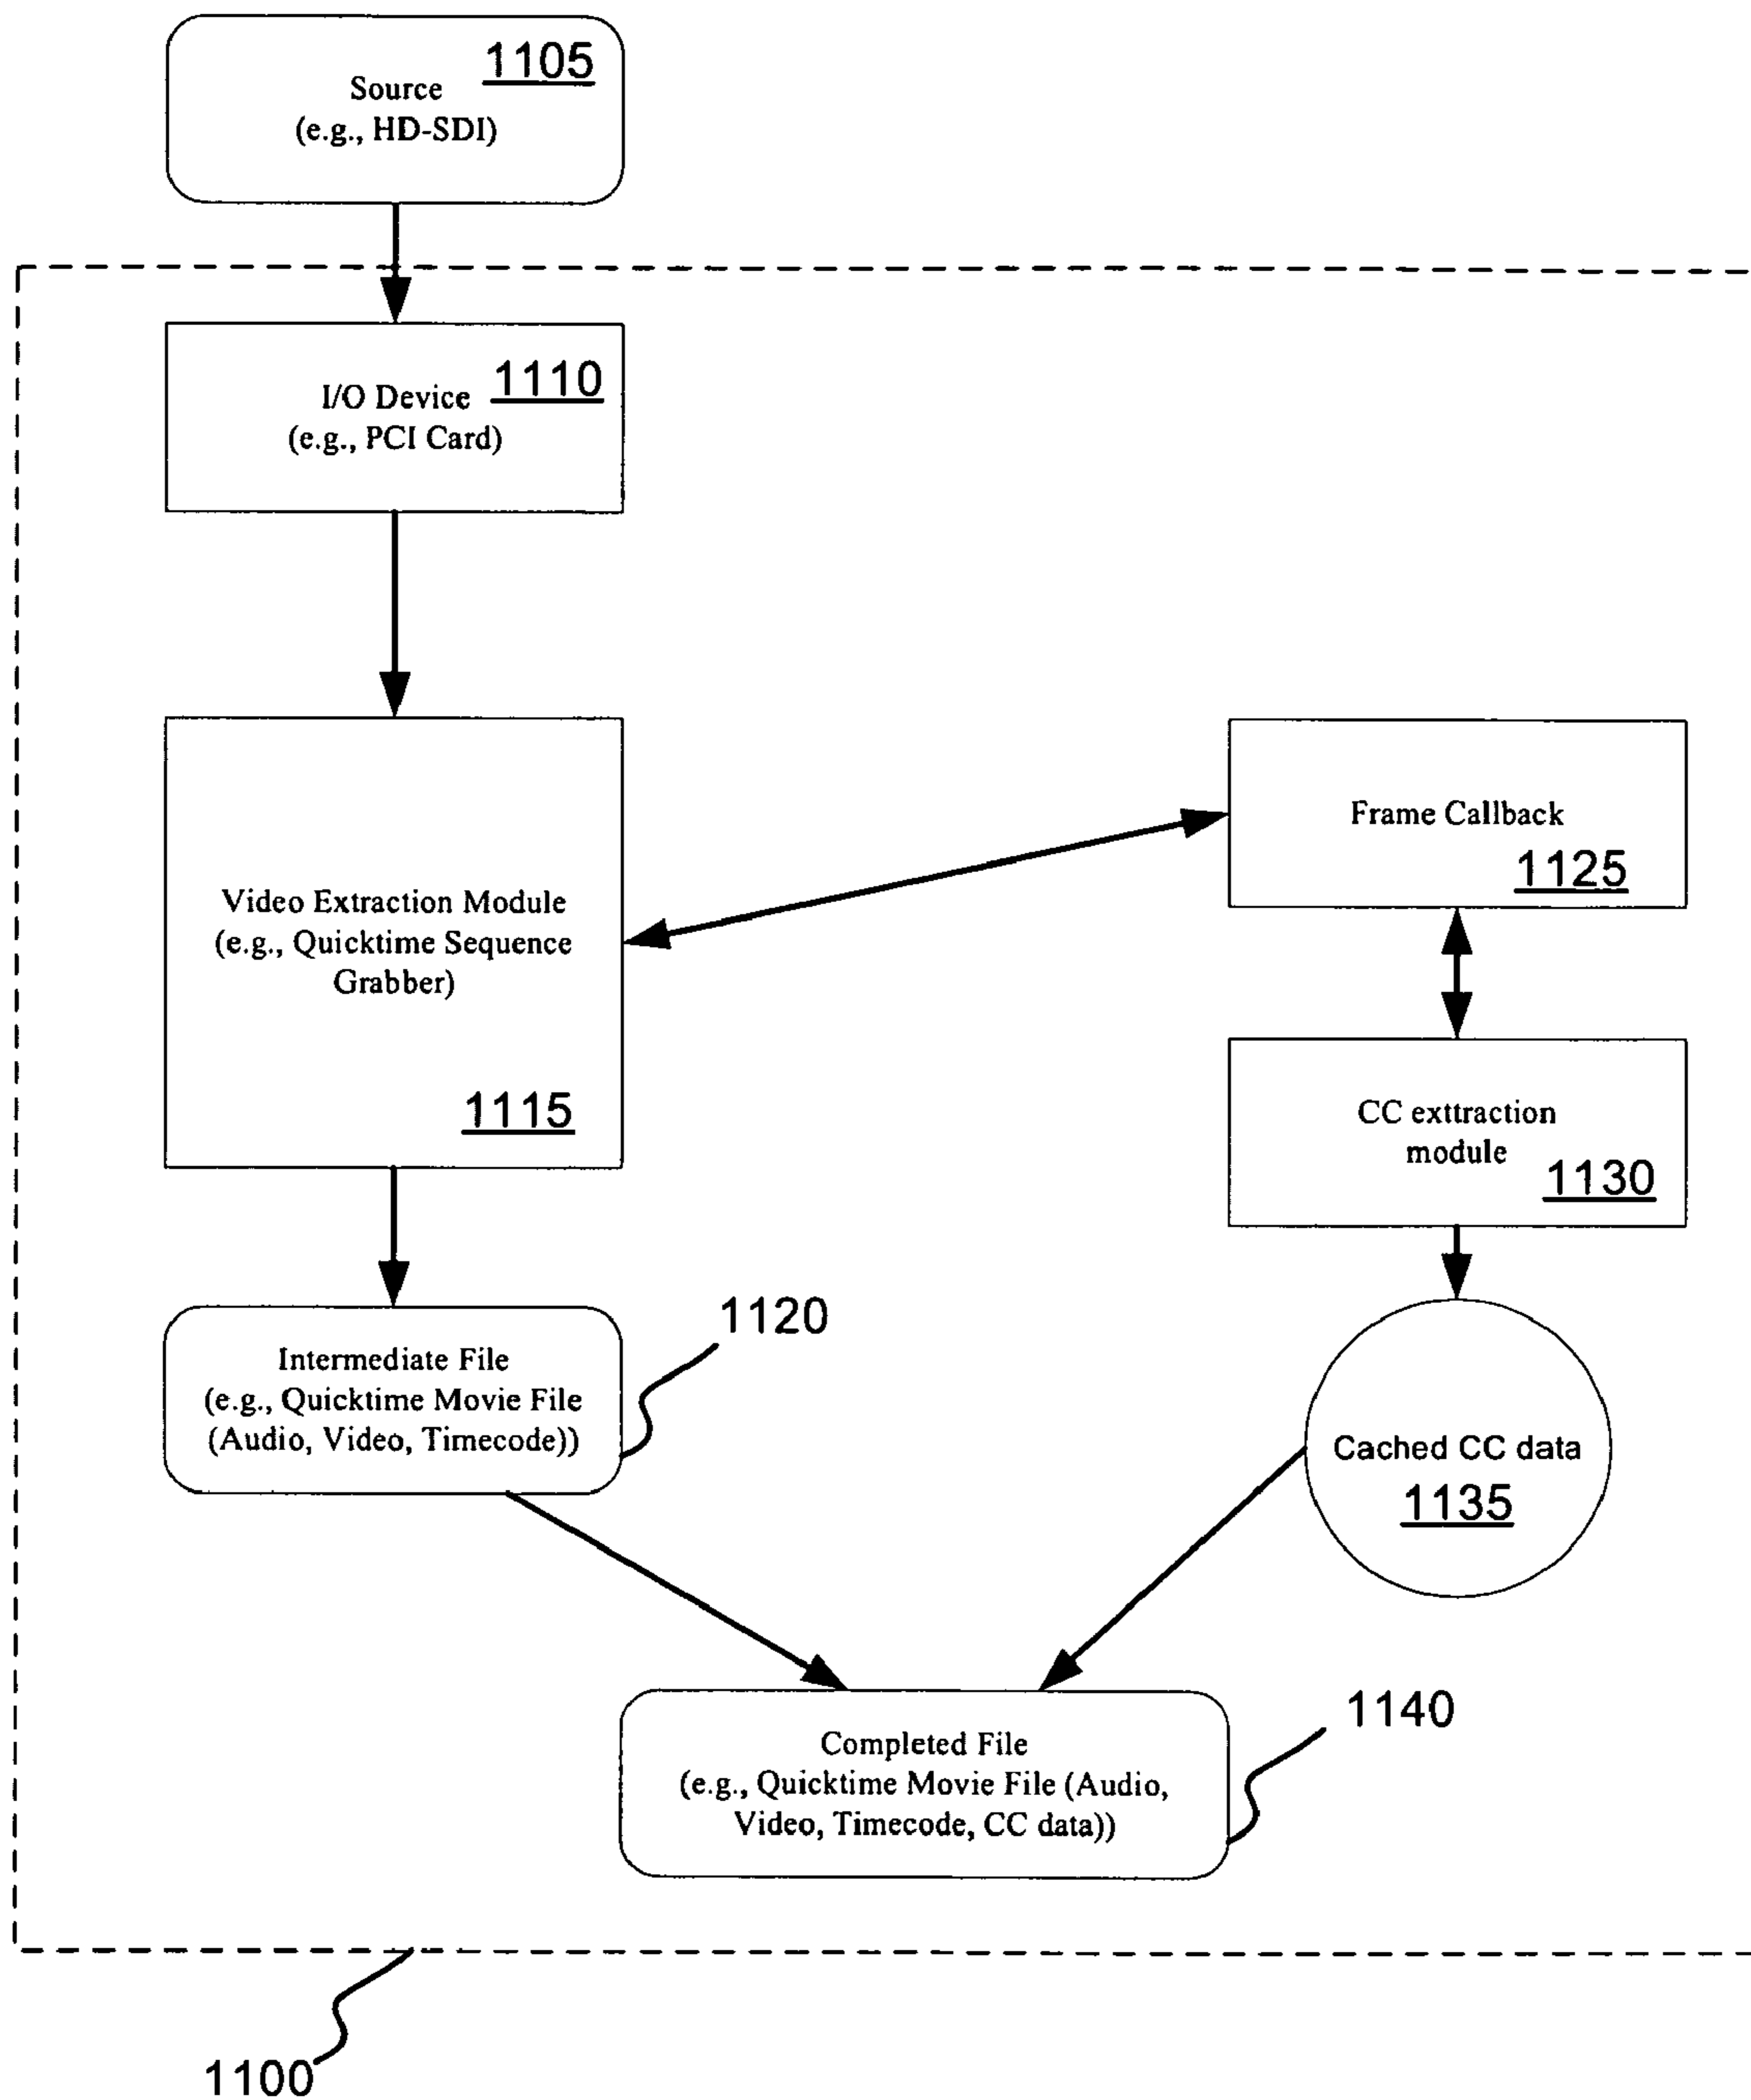 1105
Source
(e.g., HD-SDI)
1110
I/O Device
(e.g., PCI Card)
Video Extraction Module
(e.g., Quicktime Sequence
Grabber)
1115
Frame Callback
1125
CC exttraction
module
1130
1120
Intermediate File
(e.g., Quicktime Movie File
(Audio, Video, Timecode))
Cached CC data
1135
1140
Completed File
(e.g., Quicktime Movie File (Audio,
Video, Timecode, CC data))
1100